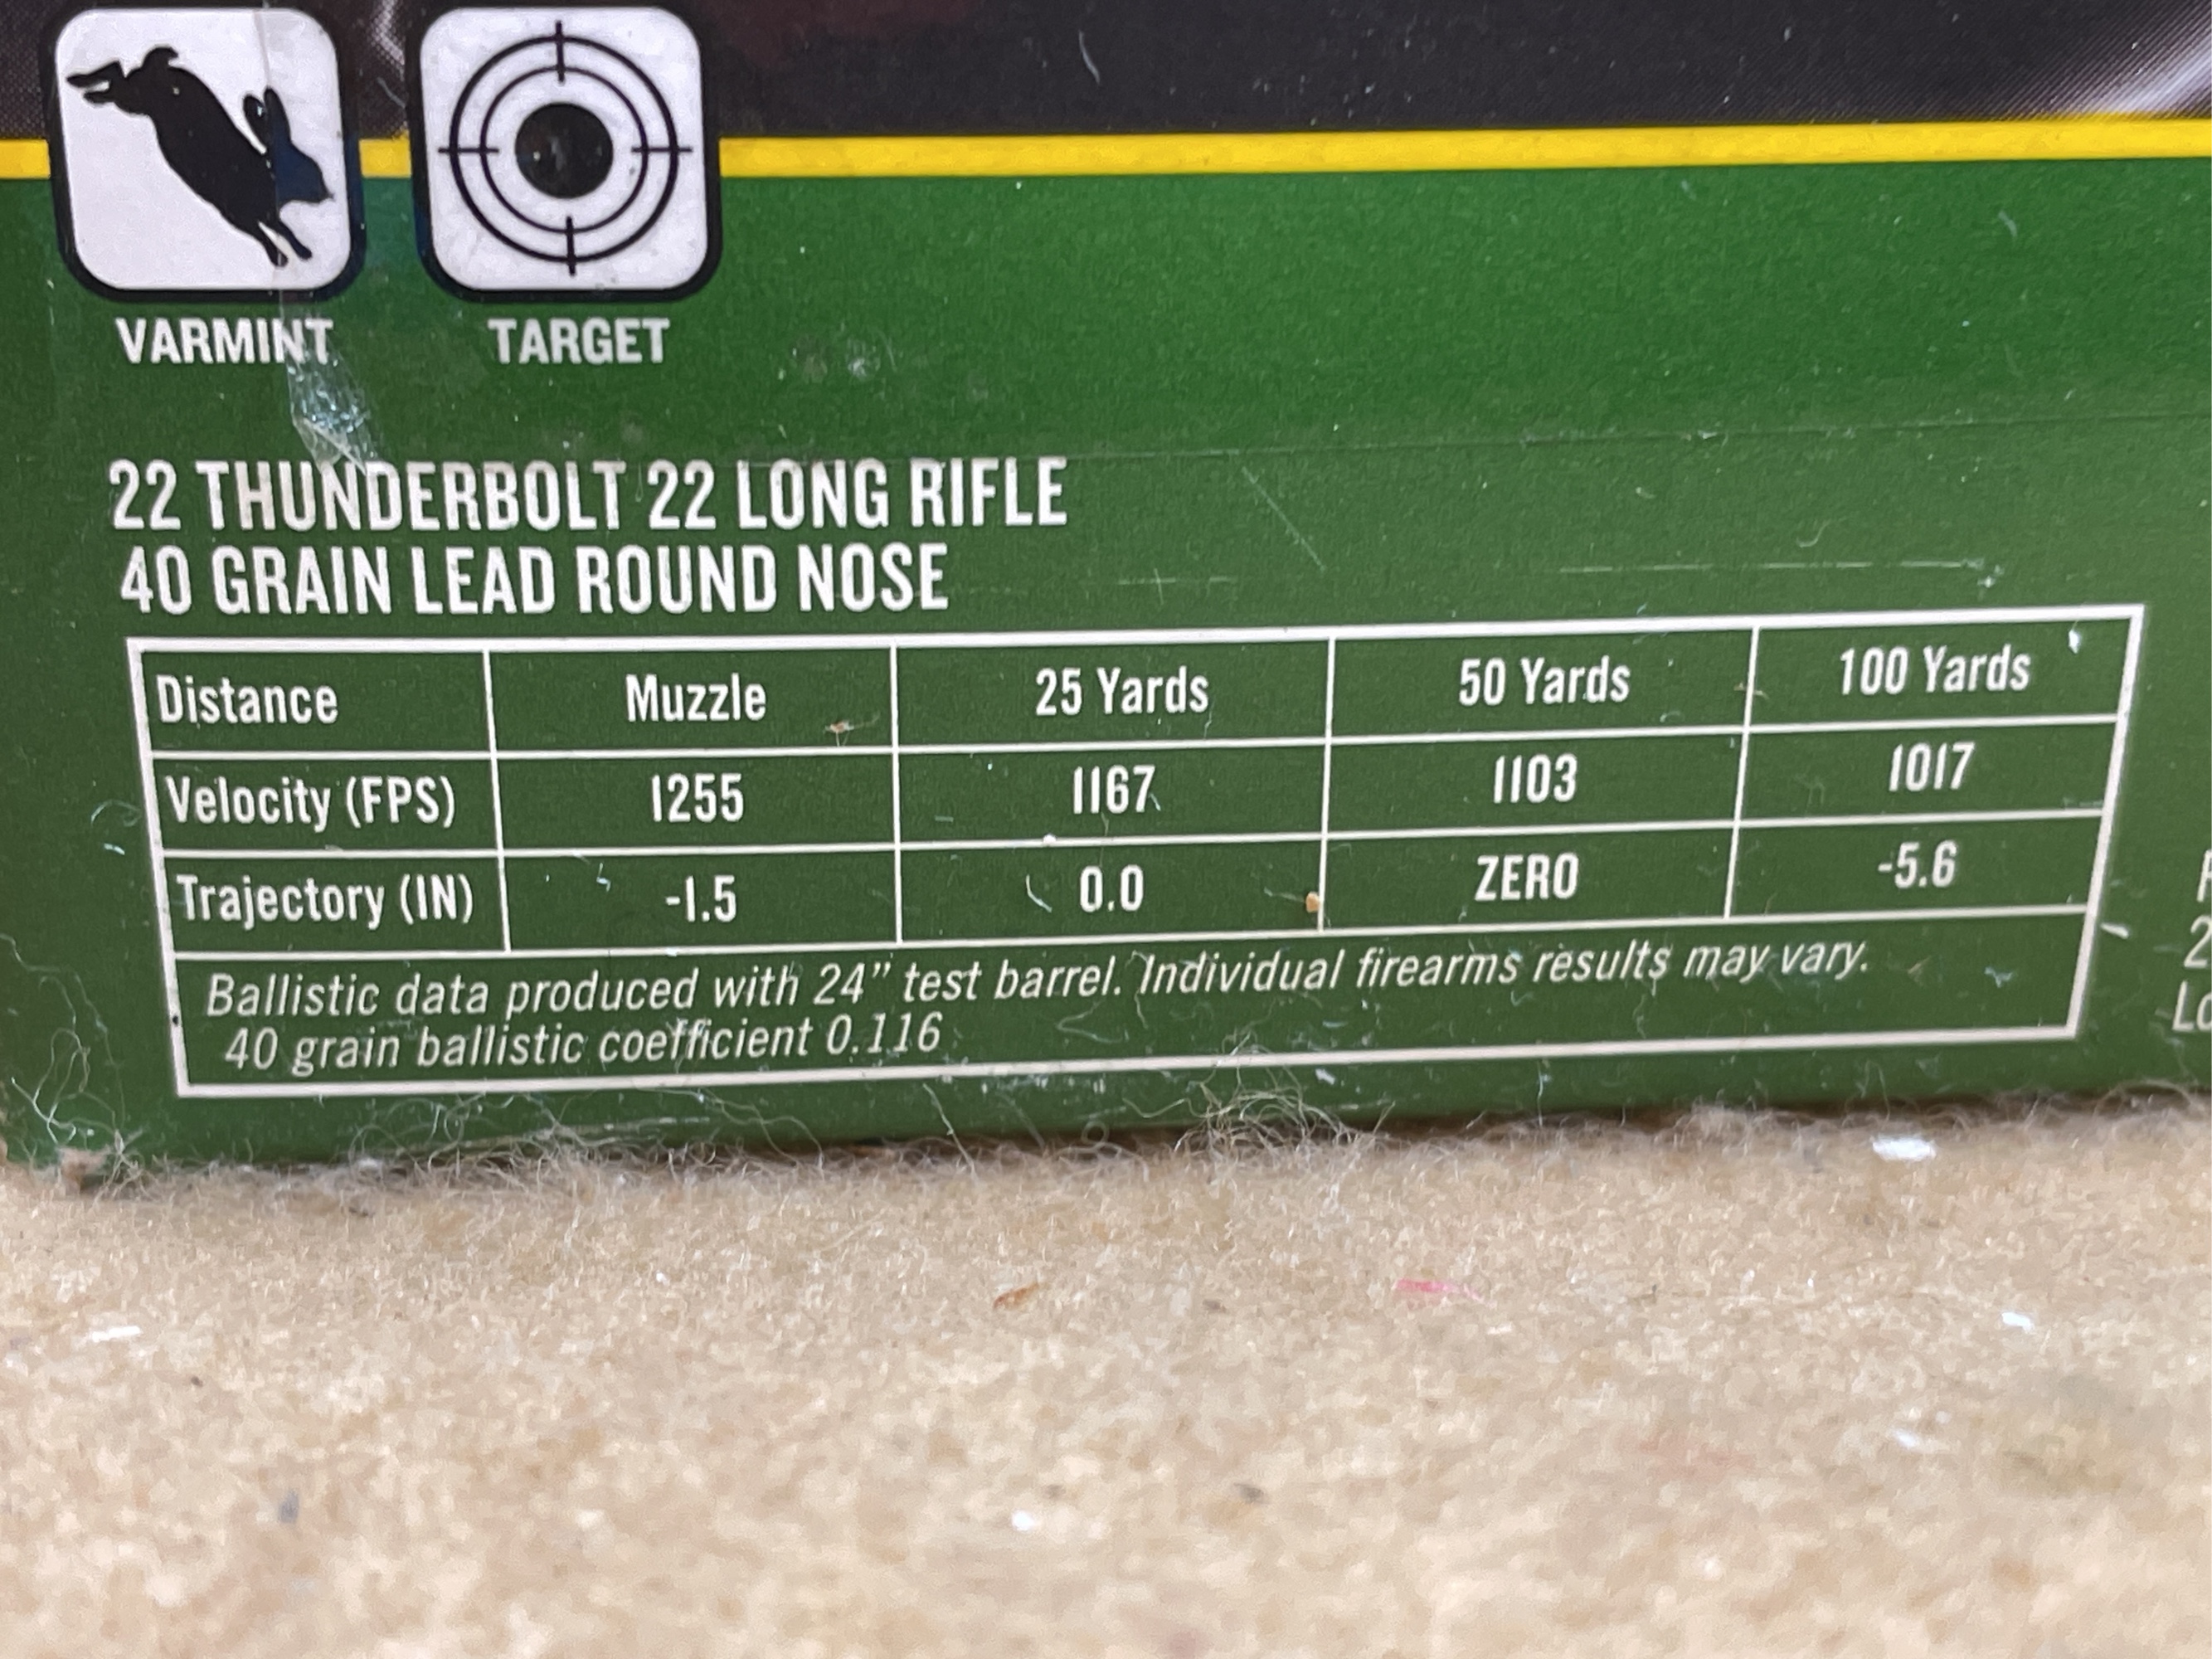 VARMINT TARGET
22 THUNDERBOLT 22 LONG RIFLE
40 GRAIN LEAD ROUND NOSE
Distance Muzzle 25 Yards 50 Yards 100 Yards
Velocity (FPS) 1255 1167 1103 1017
Trajectory (IN) -1.5 0.0 ZERO -5.6
Ballistic data produced with 24" test barrel. Individual firearms results may vary.
40 grain ballistic coefficient 0.116